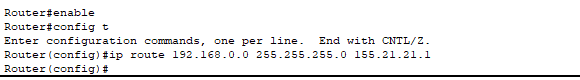 Router#enable
Router#config t
Enter configuration commands, one per line.  End with CNTL/Z.
Router(config)#ip route 192.168.0.0 255.255.255.0 155.21.21.1
Router(config)#